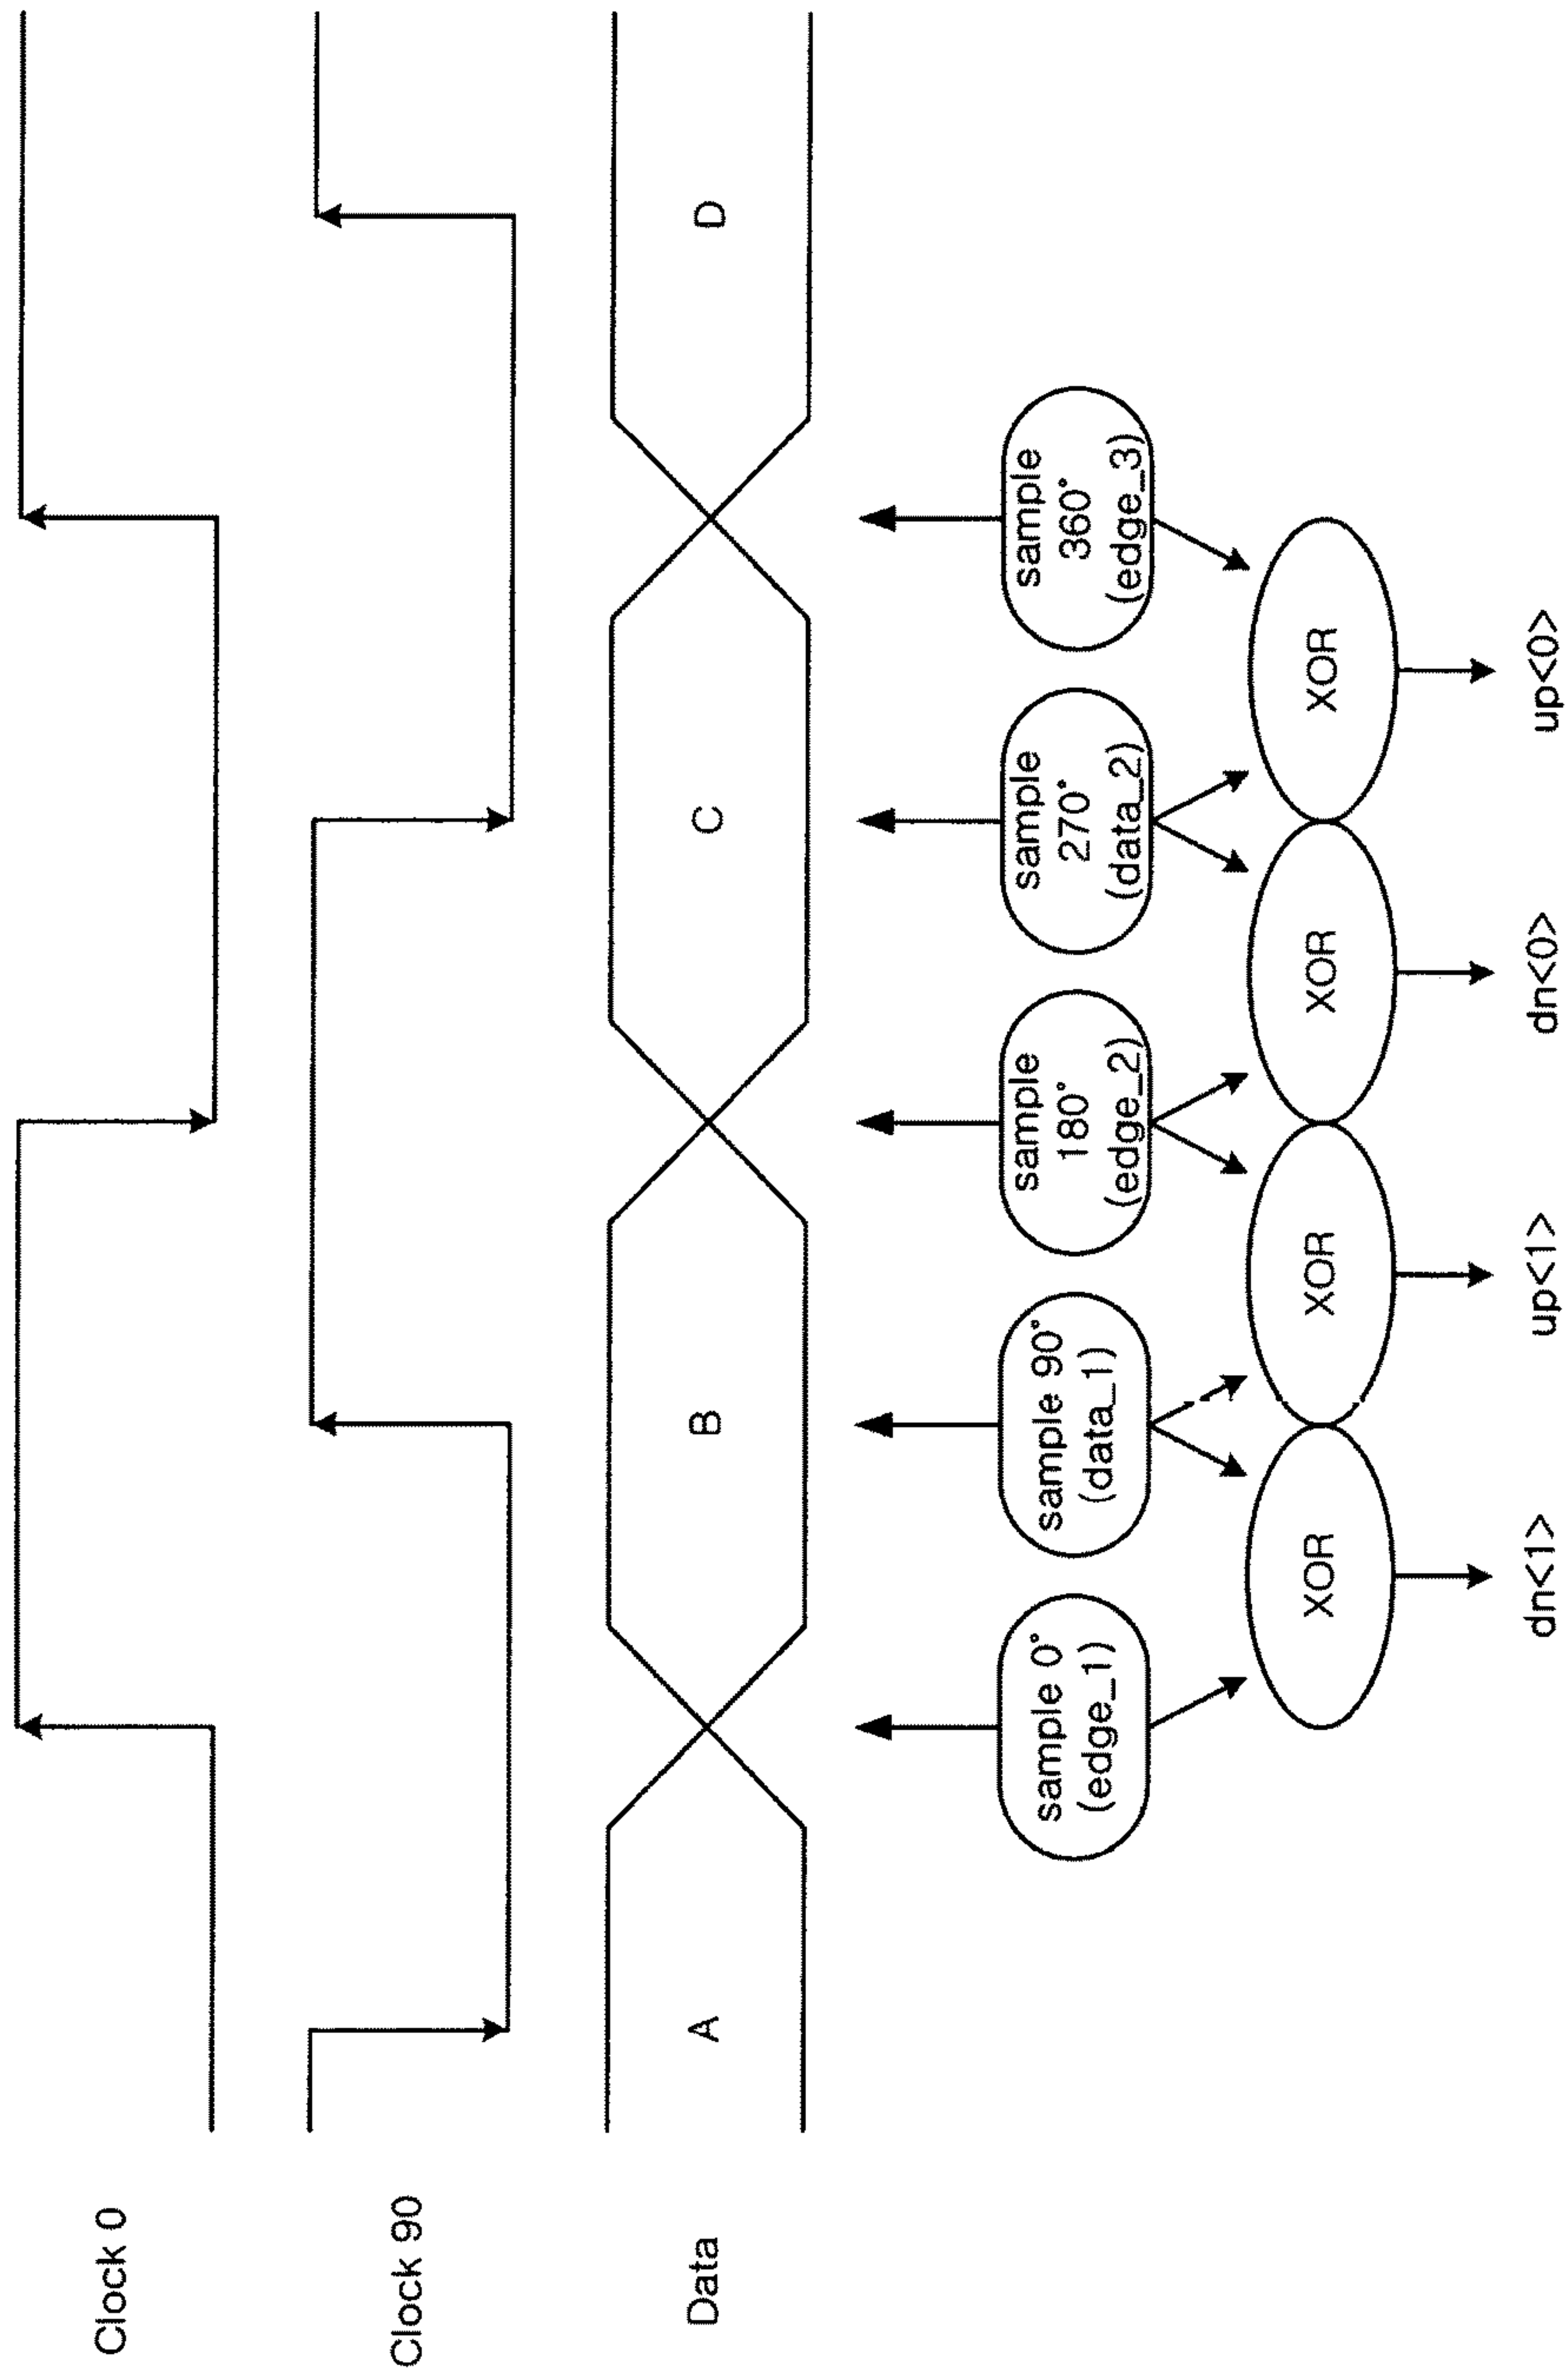 Clock 0
Clock 90
Data
A
B
C
D
sample 0°
(edge_1)
sample 90°
(data_1)
sample
180°
(edge_2)
sample
270°
(data_2)
sample
360°
(edge_3)
XOR
XOR
XOR
XOR
dn<1>
up<1>
dn<0>
up<0>